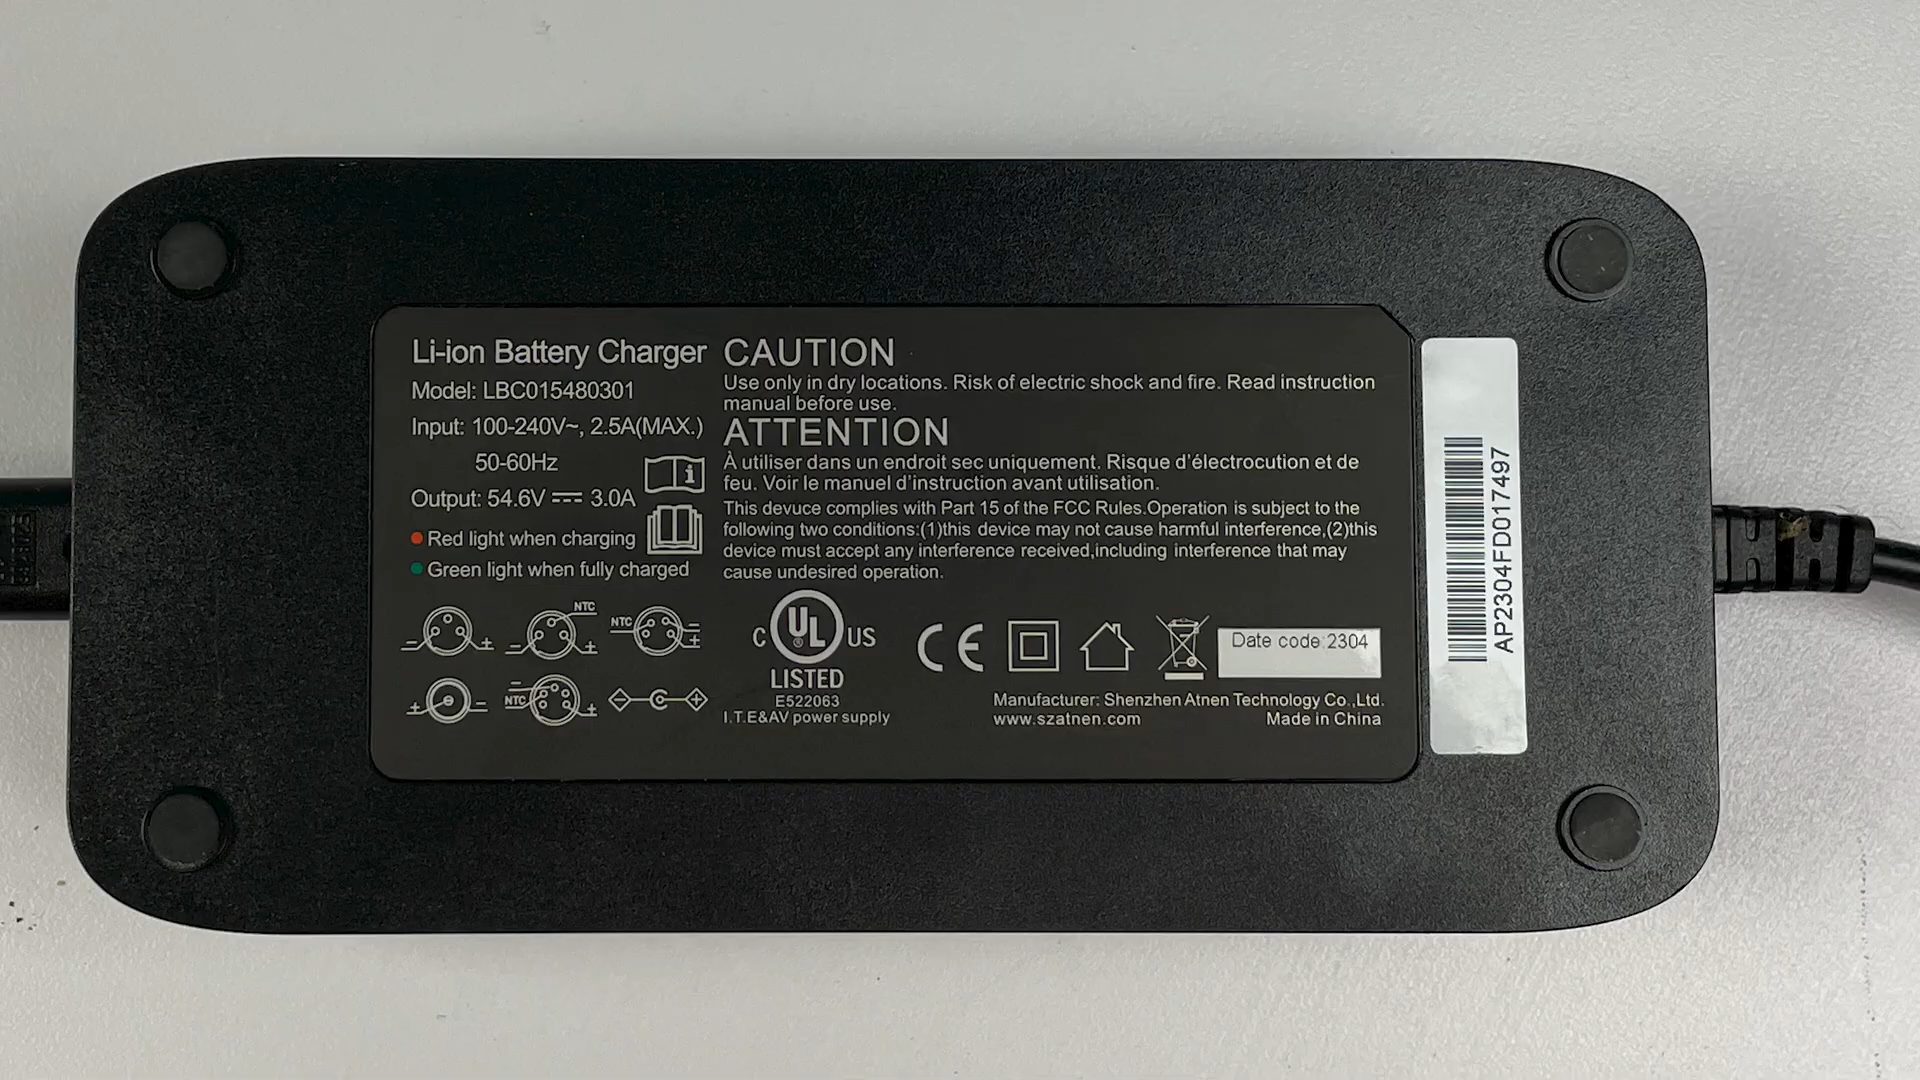 Li-ion Battery Charger
Model: LBC015480301
Input: 100-240V~, 2.5A(MAX.)
50-60Hz
Output: 54.6V⎓3.0A
Red light when charging
Green light when fully charged
NTC
NTC
- +
- +
- +
+ -
NTC
- +
- C +
CAUTION
Use only in dry locations. Risk of electric shock and fire. Read instruction
manual before use.
ATTENTION
À utiliser dans un endroit sec uniquement. Risque d'électrocution et de
feu. Voir le manuel d'instruction avant utilisation.
This devuce complies with Part 15 of the FCC Rules.Operation is subject to the
following two conditions:(1)this device may not cause harmful interference,(2)this
device must accept any interference received,including interference that may
cause undesired operation.
C UL ® US
LISTED
E522063
I.T.E&AV power supply
CE
Date code:2304
Manufacturer: Shenzhen Atnen Technology Co.,Ltd.
www.szatnen.com
Made in China
AP2304FD017497